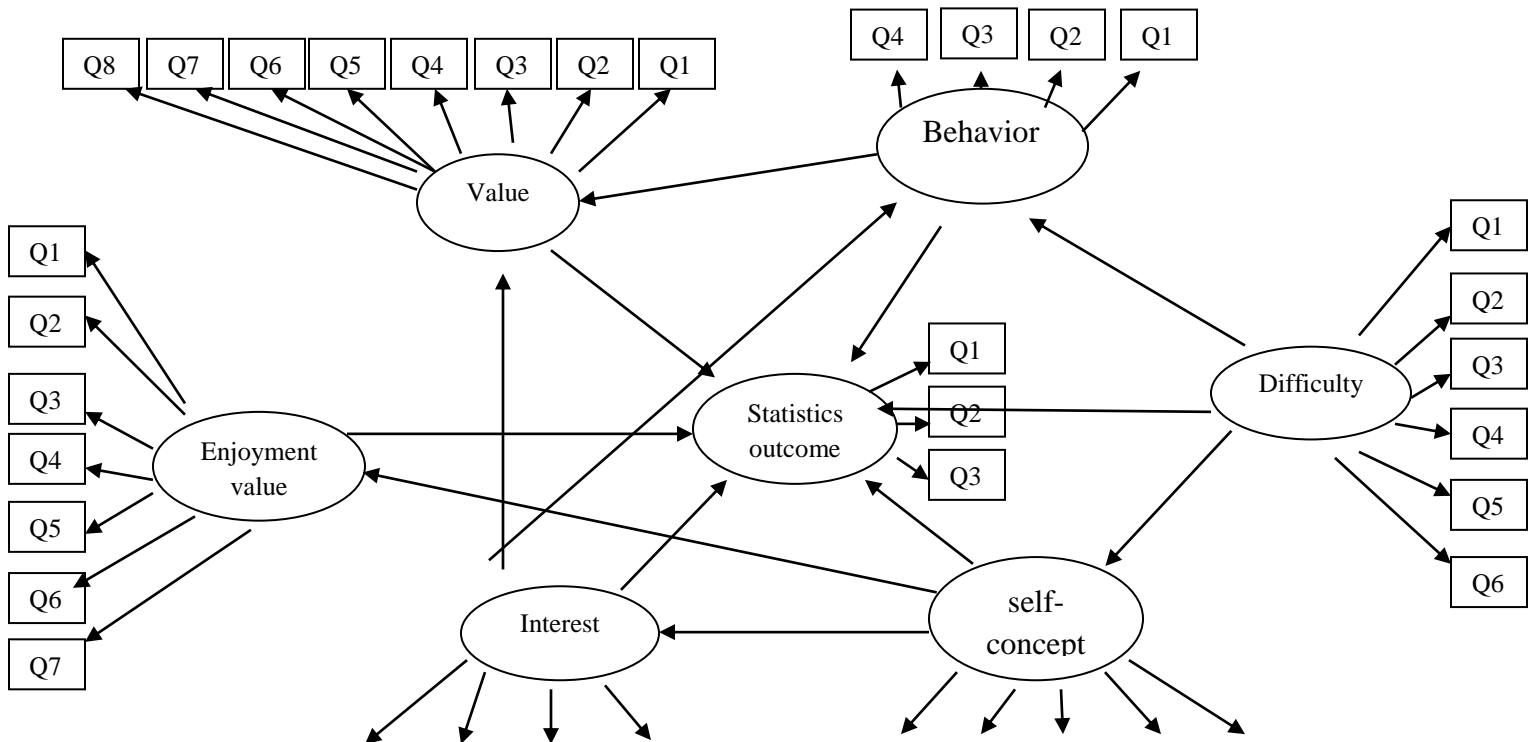 Q4
Q3
Q2
Q1
Q8
Q7
Q6
Q5
Q4
Q3
Q2
Q1
Behavior
Value
Q1
Q2
Q3
Q4
Q5
Q6
Q7
Enjoyment
value
Statistics
outcome
Q1
Q2
Q3
Difficulty
Q1
Q2
Q3
Q4
Q5
Q6
Interest
self-
concept